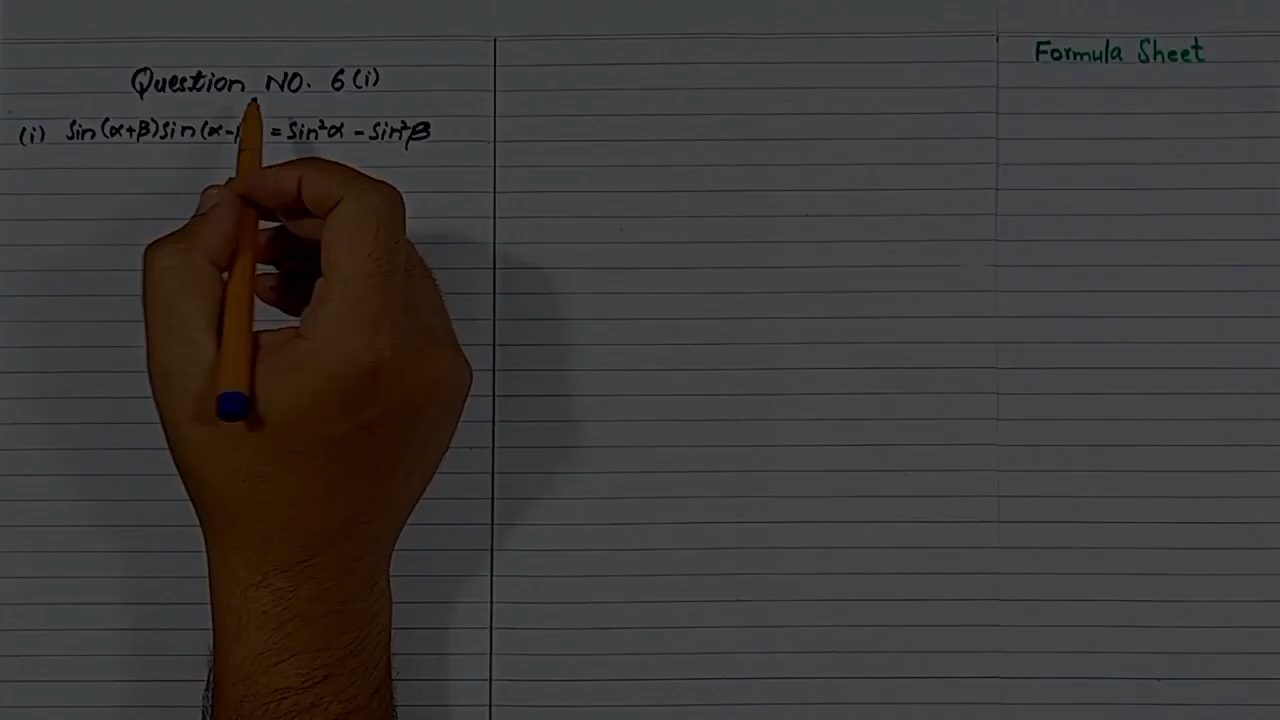 Question NO. 6 (i)
(i) Sin(α+β)Sin(α- = Sin²α - Sin²β
Formula Sheet